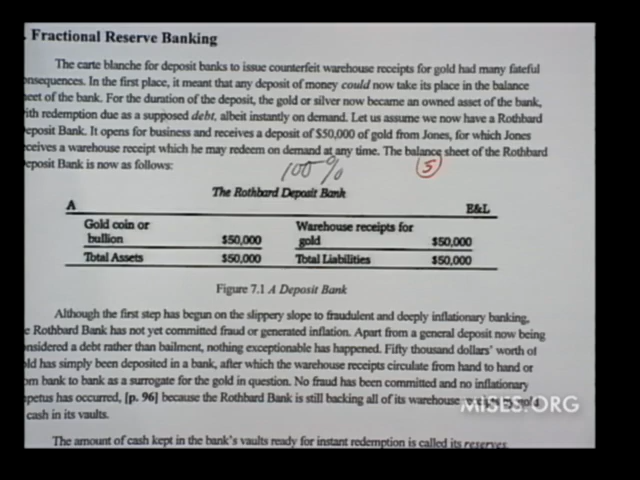 Fractional Reserve Banking
The carte blanche for deposit banks to issue counterfeit warehouse receipts for gold had many fateful
onsequences. In the first place, it meant that any deposit of money could now take its place in the balance
eet of the bank. For the duration of the deposit, the gold or silver now became an owned asset of the bank,
ith redemption due as a supposed debt, albeit instantly on demand. Let us assume we now have a Rothbard
eposit Bank. It opens for business and receives a deposit of $50,000 of gold from Jones, for which Jones
ceives a warehouse receipt which he may redeem on demand at any time. The balance sheet of the Rothbard
eposit Bank is now as follows:
100% 5
The Rothbard Deposit Bank
A E&L
Gold coin or Warehouse receipts for
bullion $50,000 gold $50,000
Total Assets $50,000 Total Liabilities $50,000
Figure 7.1 A Deposit Bank
Although the first step has begun on the slippery slope to fraudulent and deeply inflationary banking,
e Rothbard Bank has not yet committed fraud or generated inflation. Apart from a general deposit now being
nsidered a debt rather than bailment, nothing exceptionable has happened. Fifty thousand dollars' worth of
ld has simply been deposited in a bank, after which the warehouse receipts circulate from hand to hand or
om bank to bank as a surrogate for the gold in question. No fraud has been committed and no inflationary
petus has occurred, [p. 96] because the Rothbard Bank is still backing all of its warehouse
MISES.ORG
cash in its vaults.
The amount of cash kept in the bank's vaults ready for instant redemption is called its reserves